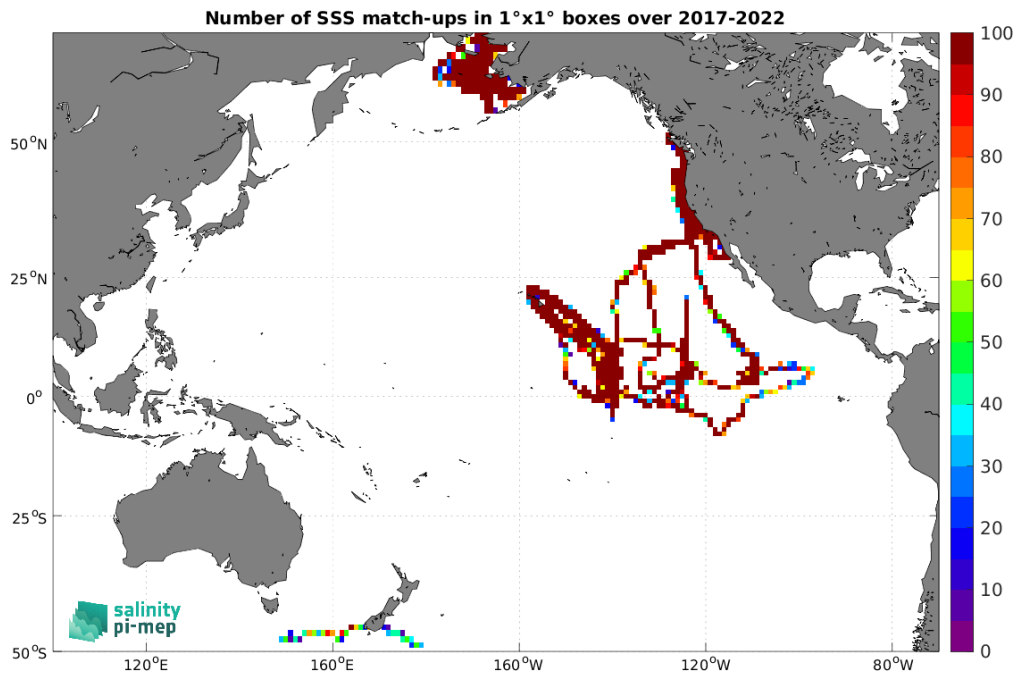 Number of SSS match-ups in 1°x1° boxes over 2017-2022
50°N
25°N
0°
25°S
50°S
120°E
160°E
160°W
120°W
80°W
100
90
80
70
60
50
40
30
20
10
0
salinity
pi-mep